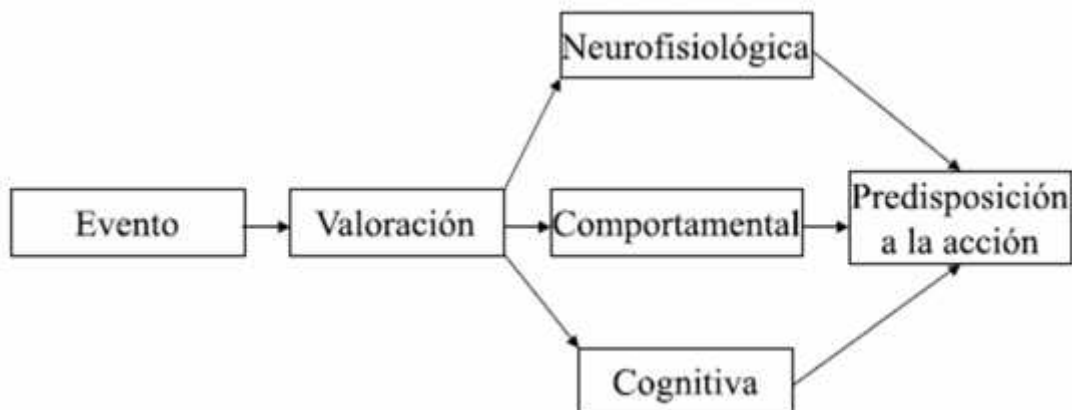 Neurofisiológica
Evento
Valoración
Comportamental
Predisposición
a la acción
Cognitiva